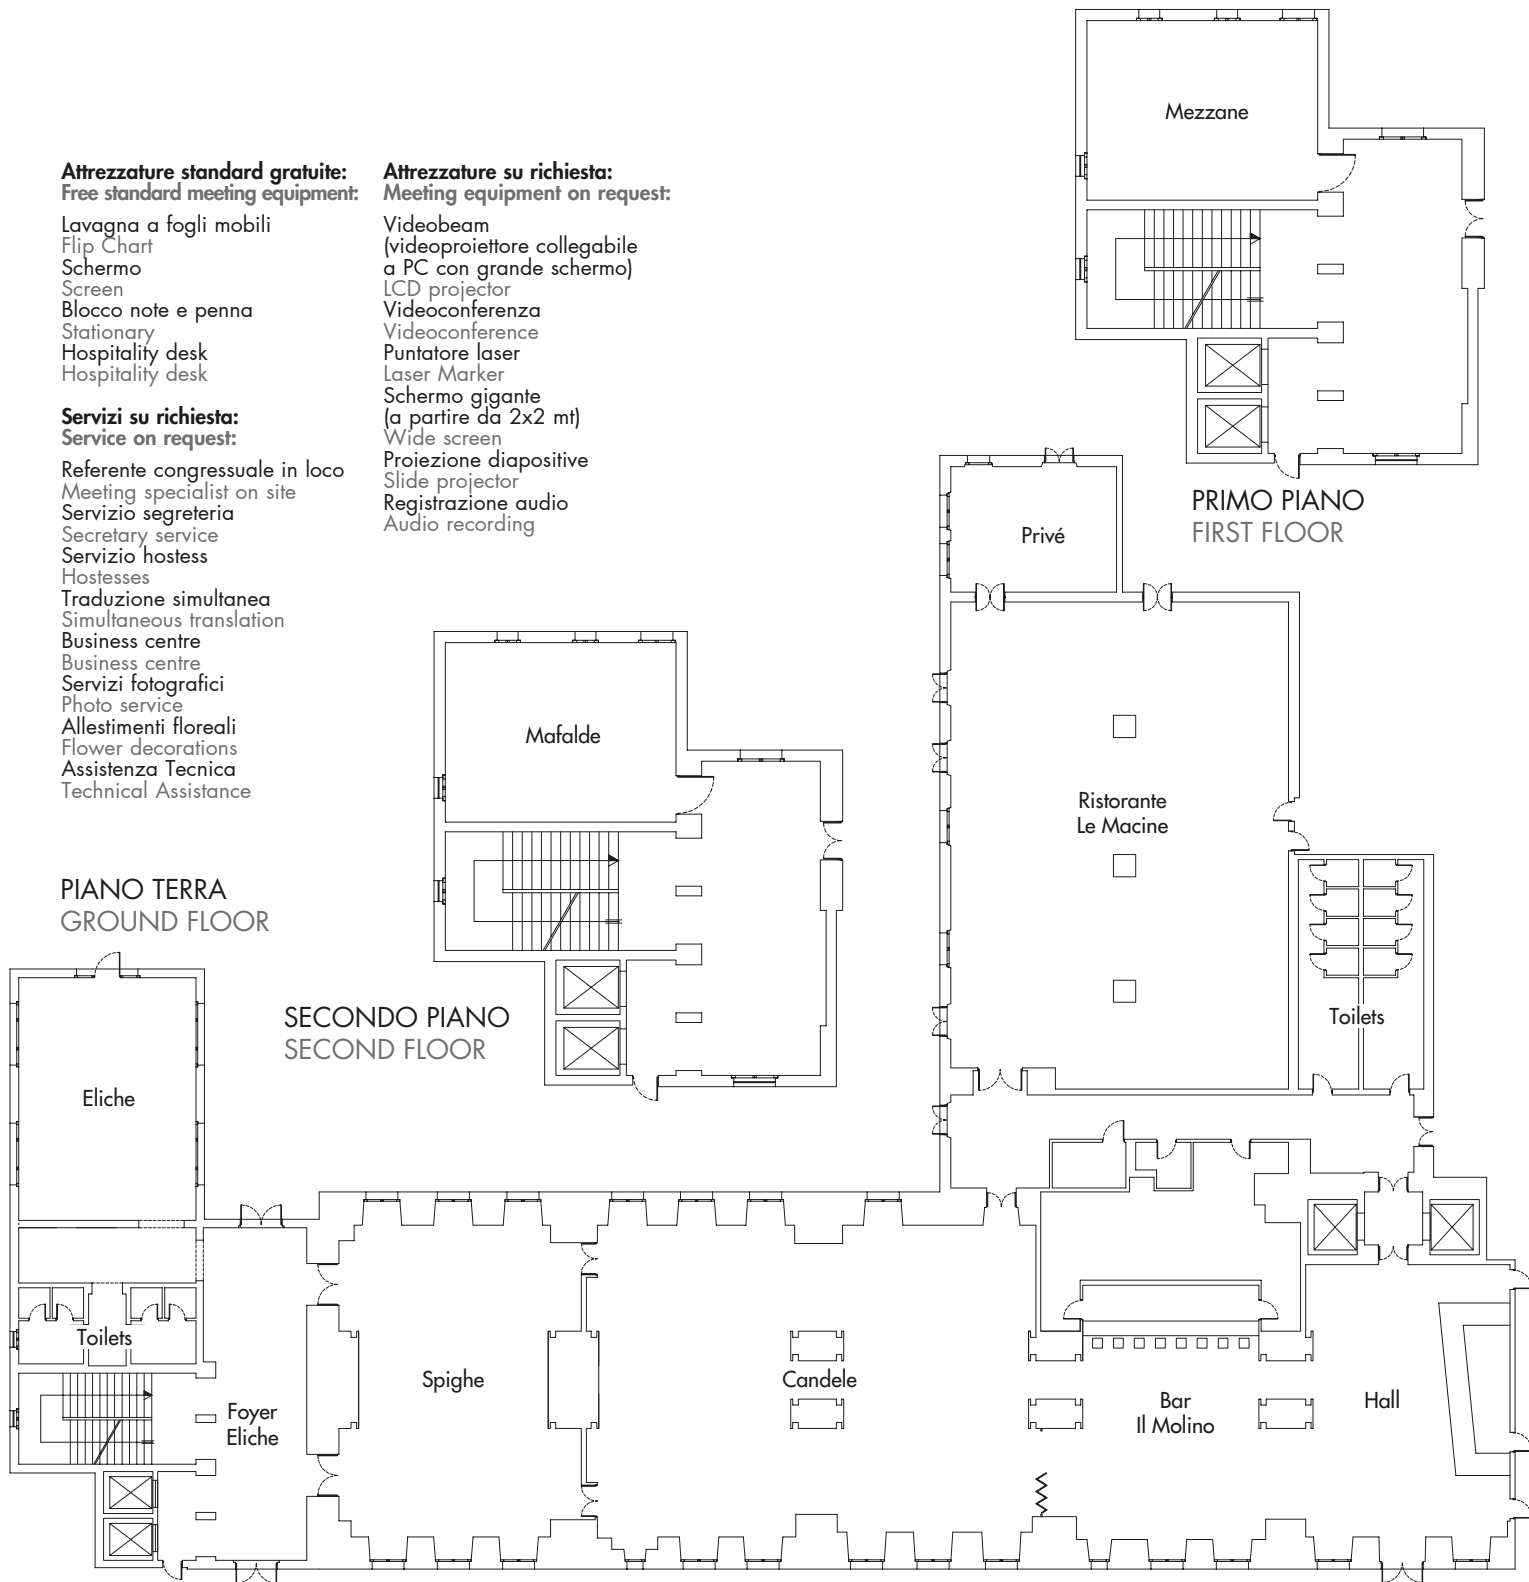 Attrezzature standard gratuite:
Free standard meeting equipment:
Lavagna a fogli mobili
Flip Chart
Schermo
Screen
Blocco note e penna
Stationary
Hospitality desk
Hospitality desk
Servizi su richiesta:
Service on request:
Referente congressuale in loco
Meeting specialist on site
Servizio segreteria
Secretary service
Servizio hostess
Hostesses
Traduzione simultanea
Simultaneous translation
Business centre
Business centre
Servizi fotografici
Photo service
Allestimenti floreali
Flower decorations
Assistenza Tecnica
Technical Assistance
Attrezzature su richiesta:
Meeting equipment on request:
Videobeam
(videoproiettore collegabile
a PC con grande schermo)
LCD projector
Videoconferenza
Videoconference
Puntatore laser
Laser Marker
Schermo gigante
(a partire da 2x2 mt)
Wide screen
Proiezione diapositive
Slide projector
Registrazione audio
Audio recording
Mezzane
PRIMO PIANO
FIRST FLOOR
Privé
Mafalde
Ristorante
Le Macine
SECONDO PIANO
SECOND FLOOR
Toilets
PIANO TERRA
GROUND FLOOR
Eliche
Toilets
Foyer
Eliche
Spighe
Candele
Bar
Il Molino
Hall